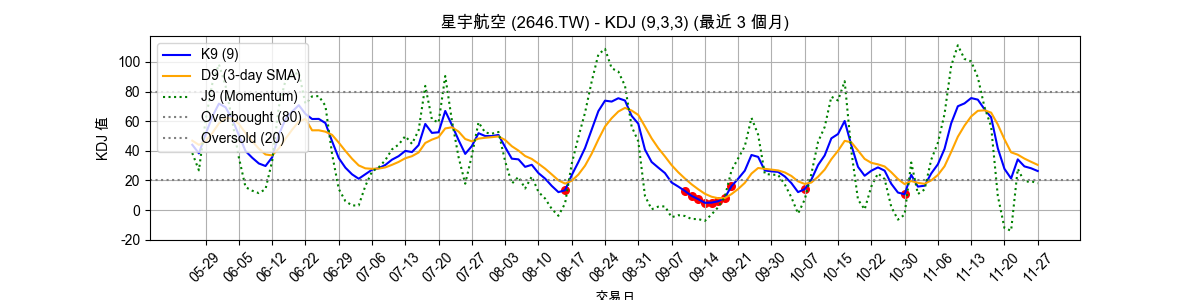 星宇航空 (2646.TW) - KDJ (9,3,3) (最近 3 個月)
K9 (9)
D9 (3-day SMA)
J9 (Momentum)
Overbought (80)
Oversold (20)
KDJ 值
100
80
60
40
20
0
-20
05-29 06-05 06-12 06-22 06-29 07-06 07-13 07-20 07-27 08-03 08-10 08-17 08-24 08-31 09-07 09-14 09-21 09-30 10-07 10-15 10-22 10-30 11-06 11-13 11-20 11-27
交易日